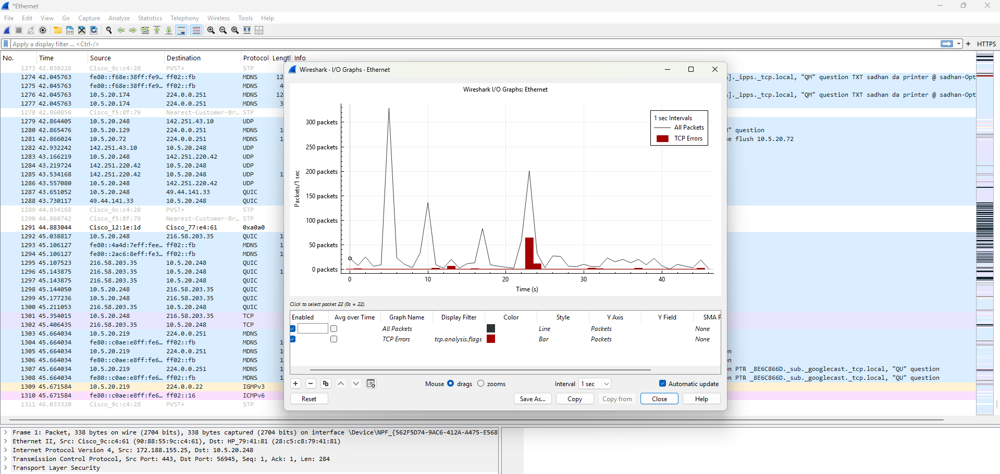 *Ethernet
File Edit View Go Capture Analyze Statistics Telephony Wireless Tools Help
Apply a display filter ... <Ctrl-/>
+ HTTPS
No. Time Source Destination Protocol Lengtl Info
1273 42.030228 Cisco_9c:c4:28 PVST+ STP
1274 42.045763 fe80::f68e:38ff:fe9… ff02::fb MDNS 12 ]._ipps._tcp.local, "QM" question TXT sadhan da printer @ sadhan-Opt
1275 42.045763 fe80::f68e:38ff:fe9… ff02::fb MDNS 4
1276 42.045763 10.5.20.174 224.0.0.251 MDNS 12 ]._ipps._tcp.local, "QM" question TXT sadhan da printer @ sadhan-Opt
1277 42.045763 10.5.20.174 224.0.0.251 MDNS 3
1278 42.860856 Cisco_f5:8f:79 Nearest-Customer-Br… STP
1279 42.864405 10.5.20.248 142.251.43.10 UDP
1280 42.865476 10.5.20.129 224.0.0.251 MDNS 1 " question
1281 42.866024 10.5.20.72 224.0.0.251 MDNS 1 e flush 10.5.20.72
1282 42.932242 142.251.43.10 10.5.20.248 UDP
1283 43.166219 10.5.20.248 142.251.220.42 UDP
1284 43.219724 142.251.220.42 10.5.20.248 UDP
1285 43.534168 142.251.220.42 10.5.20.248 UDP 1
1286 43.557080 10.5.20.248 142.251.220.42 UDP
1287 43.651052 10.5.20.248 49.44.141.33 QUIC
1288 43.730117 49.44.141.33 10.5.20.248 QUIC
1289 44.034168 Cisco_9c:c4:28 PVST+ STP
1290 44.860742 Cisco_f5:8f:79 Nearest-Customer-Br… STP
1291 44.883044 Cisco_12:1e:1d Cisco_77:e4:61 0xa0a0
1292 45.038817 10.5.20.248 216.58.203.35 QUIC 1
1293 45.106127 fe80::4a4d:7eff:fee… ff02::fb MDNS 1
1294 45.106127 fe80::2ac6:8eff:fe3… ff02::fb MDNS 1
1295 45.107523 216.58.203.35 10.5.20.248 QUIC
1296 45.143875 216.58.203.35 10.5.20.248 QUIC 1
1297 45.143875 216.58.203.35 10.5.20.248 QUIC
1298 45.144050 10.5.20.248 216.58.203.35 QUIC
1299 45.177236 10.5.20.248 216.58.203.35 QUIC
1300 45.211053 216.58.203.35 10.5.20.248 QUIC
1301 45.354015 10.5.20.248 216.58.203.35 TCP
1302 45.406435 216.58.203.35 10.5.20.248 TCP
1303 45.664034 10.5.20.219 224.0.0.251 MDNS
1304 45.664034 fe80::c0ae:e8ff:fe6… ff02::fb MDNS 1
1305 45.664034 10.5.20.219 224.0.0.251 MDNS 1 n
1306 45.664034 fe80::c0ae:e8ff:fe6… ff02::fb MDNS 1 n
1307 45.664034 10.5.20.219 224.0.0.251 MDNS 1 n PTR _8E6C866D._sub._googlecast._tcp.local, "QU" question
1308 45.664034 fe80::c0ae:e8ff:fe6… ff02::fb MDNS 1 n PTR _8E6C866D._sub._googlecast._tcp.local, "QU" question
1309 45.671584 10.5.20.219 224.0.0.22 IGMPv3
1310 45.671584 fe80::c0ae:e8ff:fe6… ff02::16 ICMPv6
1311 46.033320 Cisco_9c:c4:28 PVST+ STP
Wireshark · I/O Graphs · Ethernet
Wireshark I/O Graphs: Ethernet
1 sec Intervals
All Packets
TCP Errors
Packets/1 sec
300 packets
250 packets
200 packets
150 packets
100 packets
50 packets
0 packets
0 10 20 30 40
Time (s)
Click to select packet 22 (0s = 22).
Enabled Avg over Time Graph Name Display Filter Color Style Y Axis Y Field SMA P
All Packets Line Packets None
TCP Errors tcp.analysis.flags Bar Packets None
Mouse drags zooms Interval 1 sec Automatic update
Reset Save As... Copy Copy from Close Help
Frame 1: Packet, 338 bytes on wire (2704 bits), 338 bytes captured (2704 bits) on interface \Device\NPF_{562F5D74-9AC6-412A-A475-E568
Ethernet II, Src: Cisco_9c:c4:61 (90:88:55:9c:c4:61), Dst: HP_79:41:81 (28:c5:c8:79:41:81)
Internet Protocol Version 4, Src: 172.188.155.25, Dst: 10.5.20.248
Transmission Control Protocol, Src Port: 443, Dst Port: 56945, Seq: 1, Ack: 1, Len: 284
Transport Layer Security